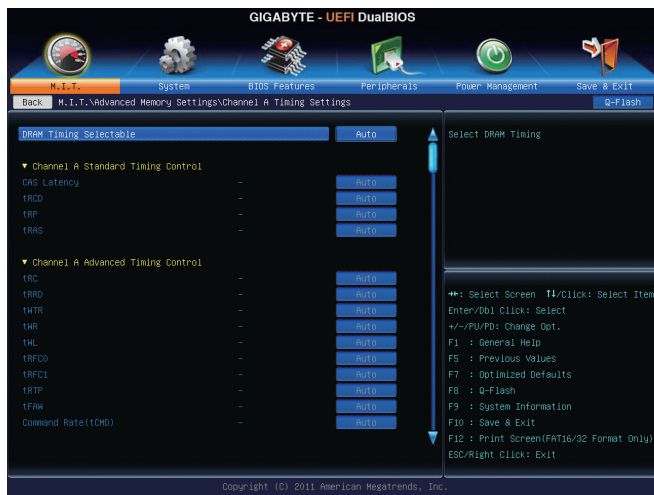 GIGABYTE - UEFI DualBIOS
M.I.T. System BIOS Features Peripherals Power Management Save & Exit
Back M.I.T.\Advanced Memory Settings\Channel A Timing Settings Q-Flash
DRAM Timing Selectable Auto
Select DRAM Timing
▼ Channel A Standard Timing Control
CAS Latency - Auto
tRCD - Auto
tRP - Auto
tRAS - Auto
▼ Channel A Advanced Timing Control
tRC - Auto
tRRD - Auto
tWTR - Auto
tWR - Auto
tWL - Auto
tRFC0 - Auto
tRFC1 - Auto
tRTP - Auto
tFAW - Auto
Command Rate(tCMD) - Auto
→←: Select Screen ↑↓/Click: Select Item
Enter/Dbl Click: Select
+/-/PU/PD: Change Opt.
F1 : General Help
F5 : Previous Values
F7 : Optimized Defaults
F8 : Q-Flash
F9 : System Information
F10 : Save & Exit
F12 : Print Screen(FAT16/32 Format Only)
ESC/Right Click: Exit
Copyright (C) 2011 American Megatrends, Inc.